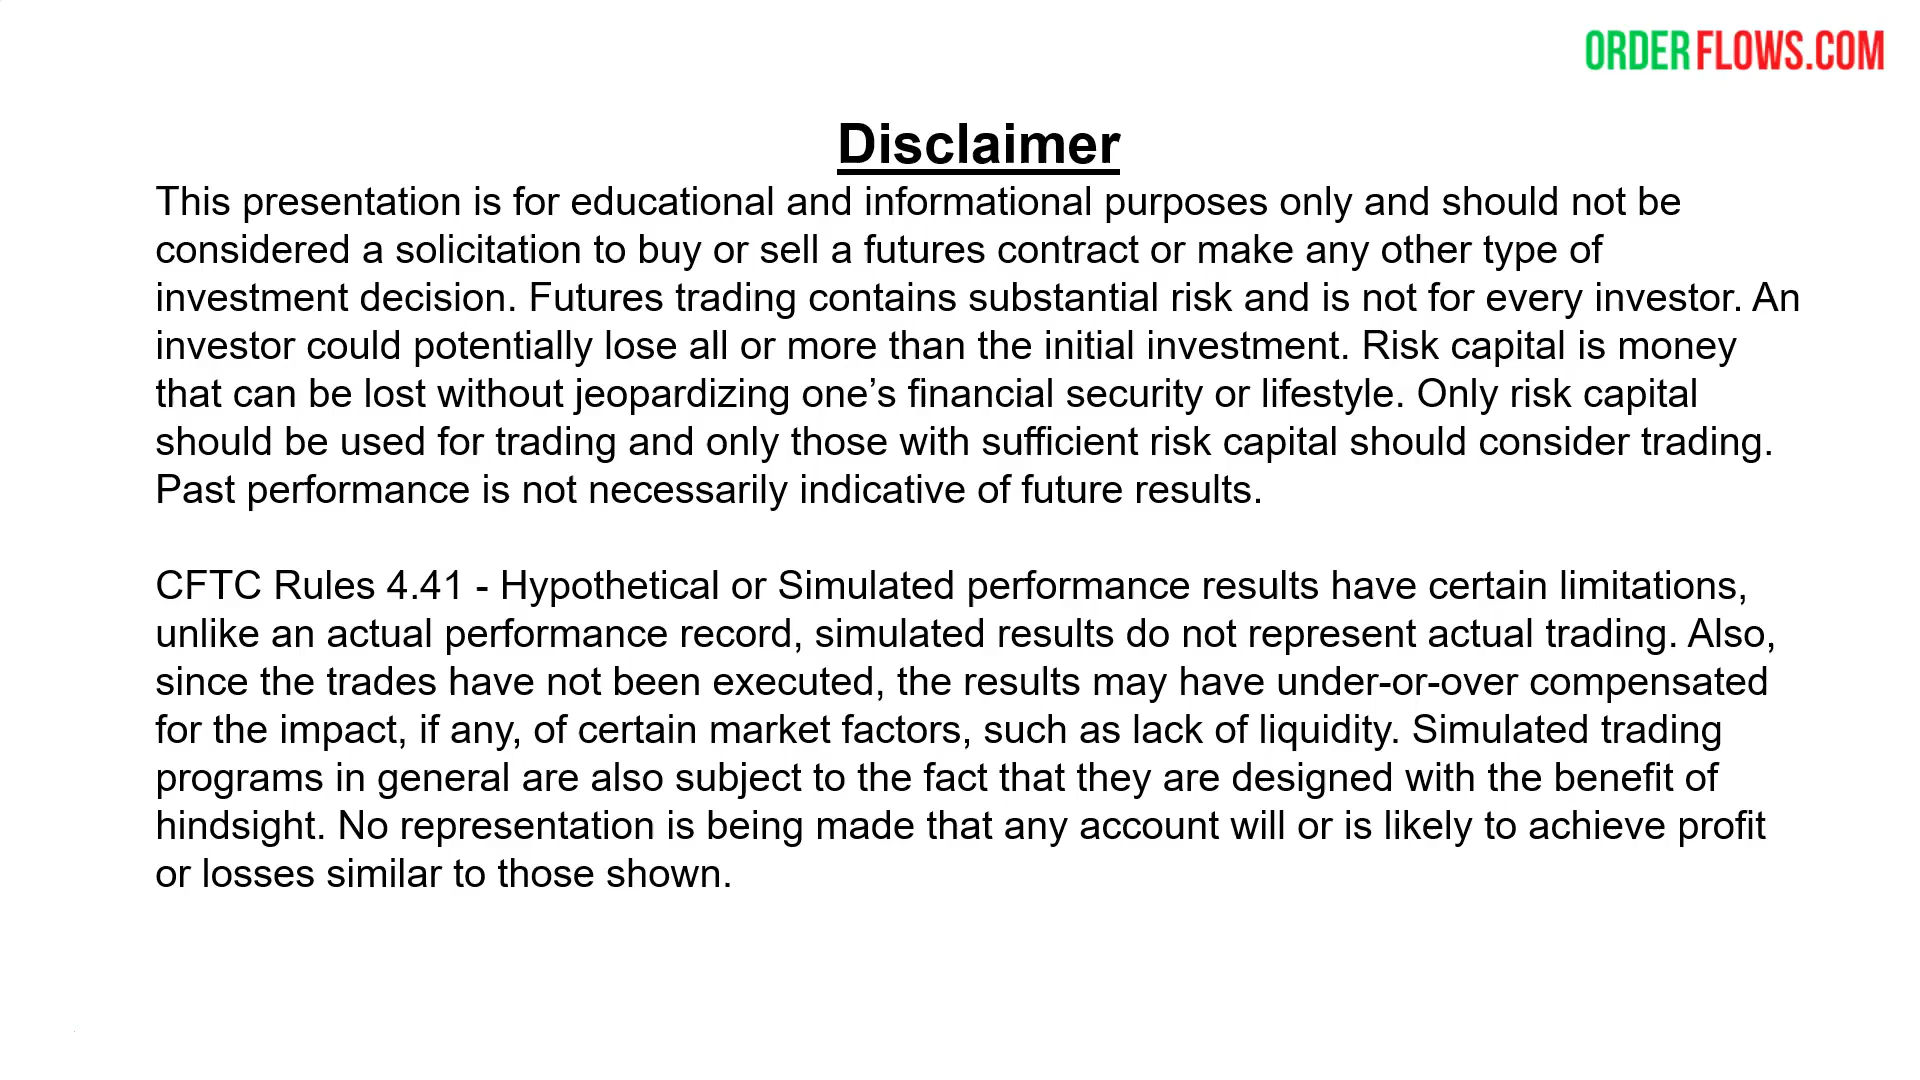 ORDERFLOWS.COM
Disclaimer
This presentation is for educational and informational purposes only and should not be
considered a solicitation to buy or sell a futures contract or make any other type of
investment decision. Futures trading contains substantial risk and is not for every investor. An
investor could potentially lose all or more than the initial investment. Risk capital is money
that can be lost without jeopardizing one’s financial security or lifestyle. Only risk capital
should be used for trading and only those with sufficient risk capital should consider trading.
Past performance is not necessarily indicative of future results.
CFTC Rules 4.41 - Hypothetical or Simulated performance results have certain limitations,
unlike an actual performance record, simulated results do not represent actual trading. Also,
since the trades have not been executed, the results may have under-or-over compensated
for the impact, if any, of certain market factors, such as lack of liquidity. Simulated trading
programs in general are also subject to the fact that they are designed with the benefit of
hindsight. No representation is being made that any account will or is likely to achieve profit
or losses similar to those shown.